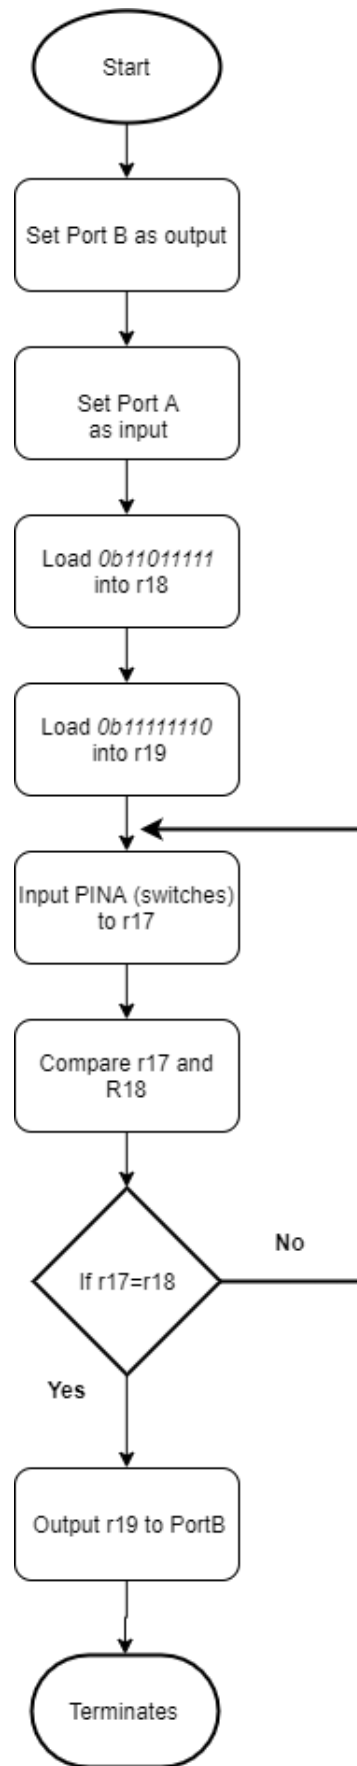 Start
Set Port B as output
Set Port A
as input
Load 0b11011111
into r18
Load 0b11111110
into r19
Input PINA (switches)
to r17
Compare r17 and
R18
If r17=r18
No
Yes
Output r19 to PortB
Terminates